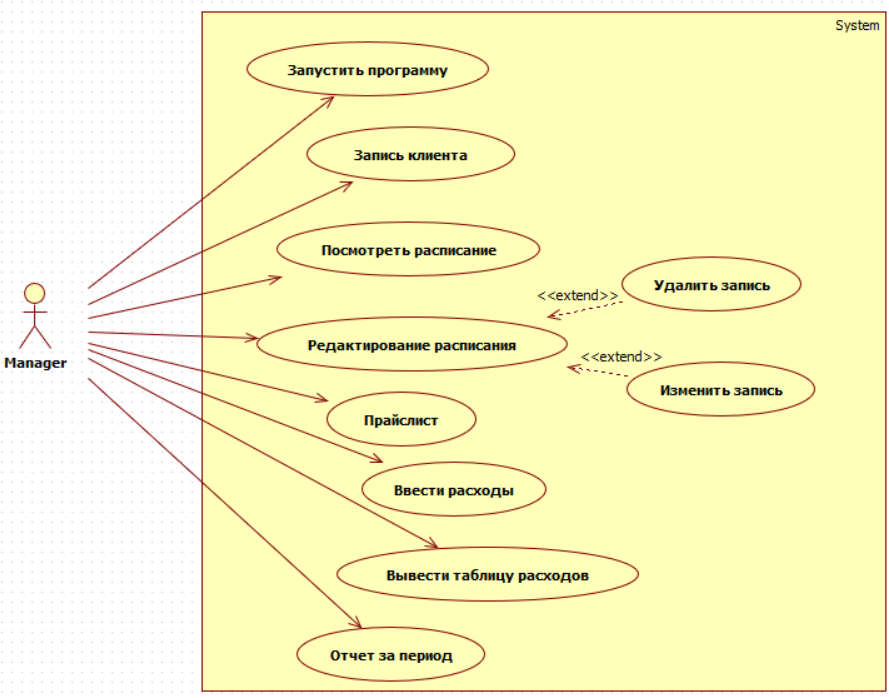 System
Запустить программу
Запись клиента
Посмотреть расписание
<<extend>>
Удалить запись
Manager
Редактирование расписания
<<extend>>
Изменить запись
Прайслист
Ввести расходы
Вывести таблицу расходов
Отчет за период